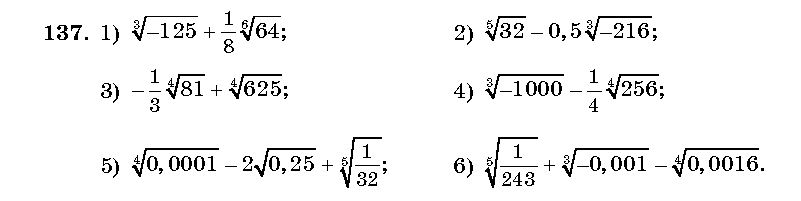 137. 1) ∛−125 + 1/8 ⁶√64; 2) ⁵√32 − 0,5 ∛−216;
3) −1/3 ⁴√81 + ⁴√625; 4) ∛−1000 − 1/4 ⁴√256;
5) ⁴√0,0001 − 2√0,25 + ⁵√(1/32); 6) ⁵√(1/243) + ∛−0,001 − ⁴√0,0016.